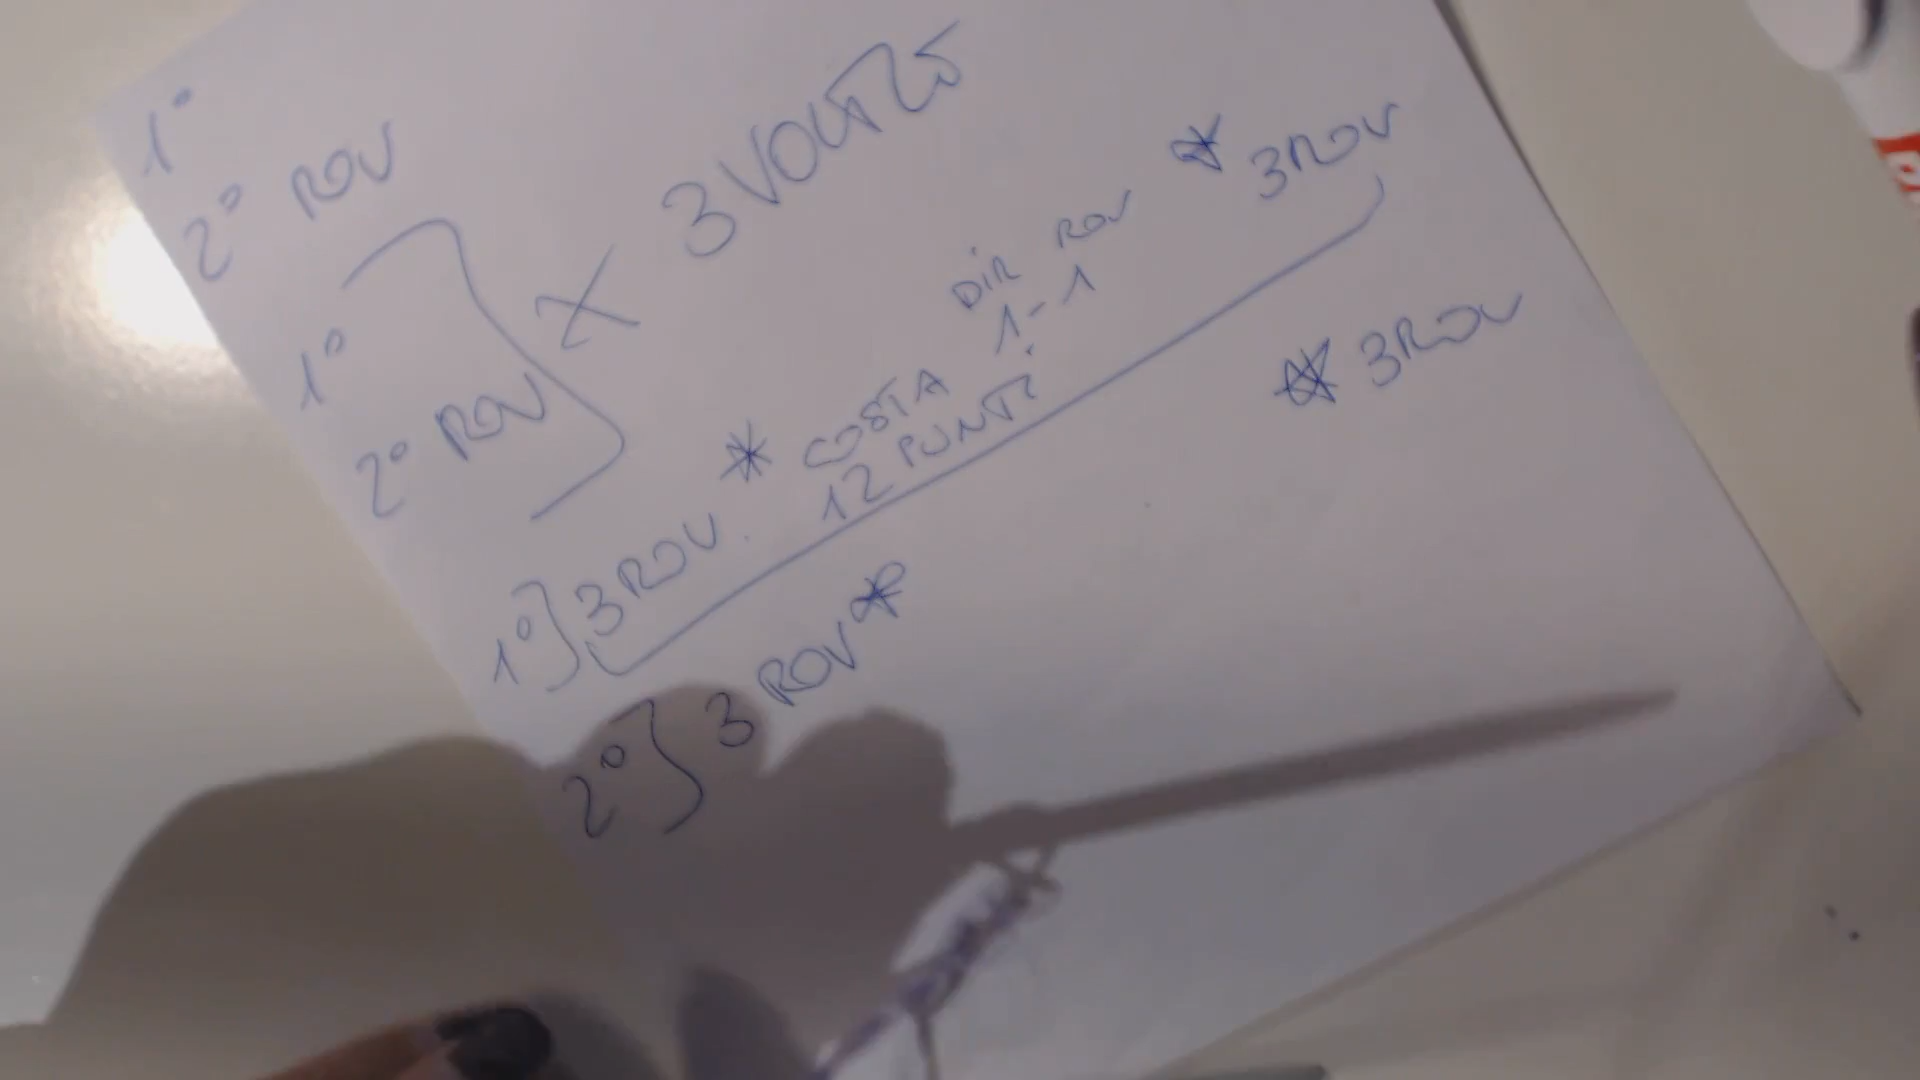 1°
2° ROV
1°
2° ROV
X 3 VOLTE
1° 3 ROV. * COSTA 12 PUNTI DIR ROV 1-1 * 3 ROV
2° 3 ROV * * 3 ROV